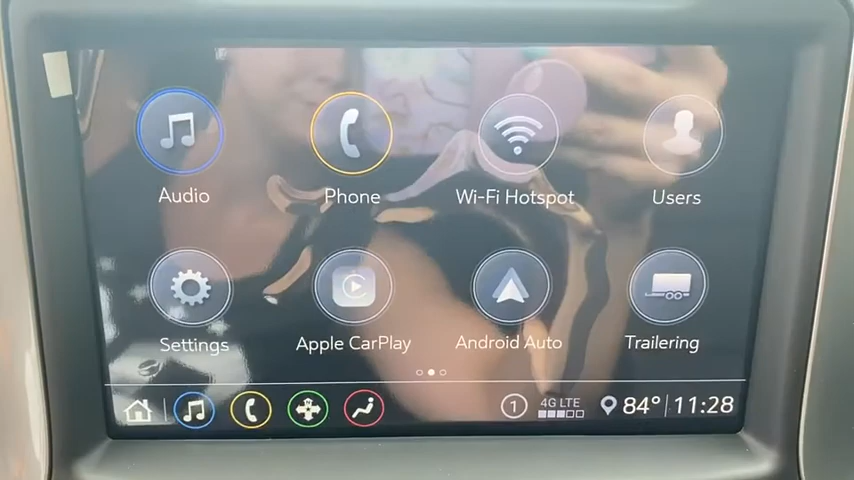 Audio Phone Wi-Fi Hotspot Users
Settings Apple CarPlay Android Auto Trailering
1 4G LTE 84° 11:28